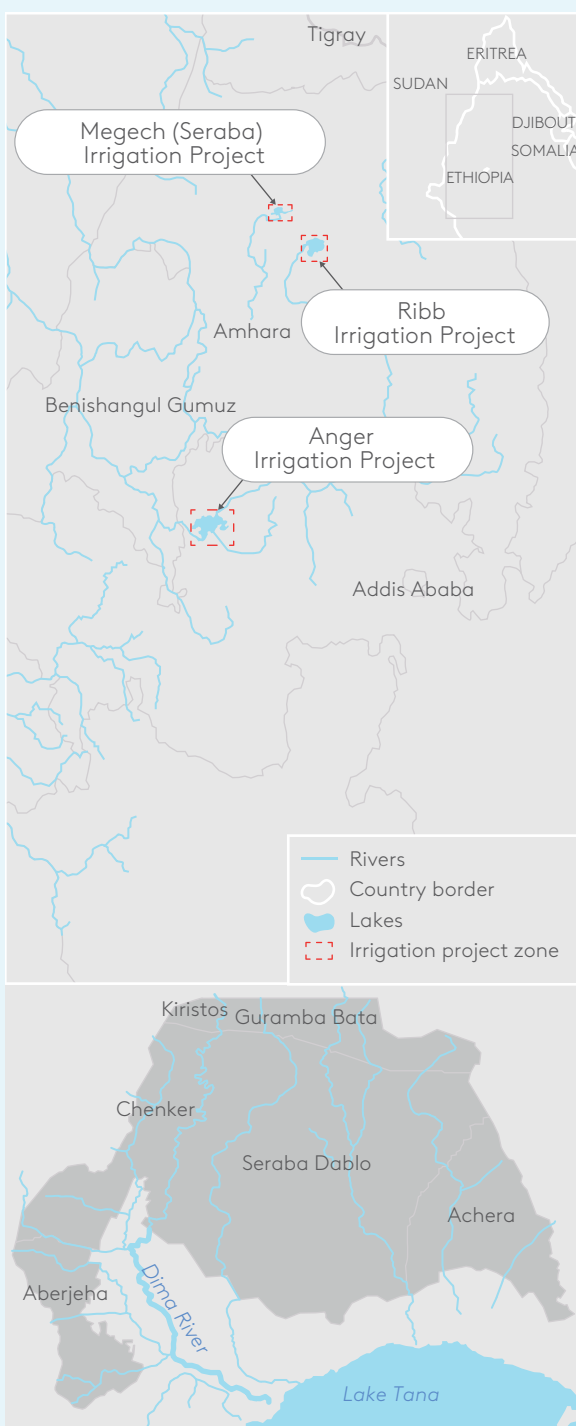 Tigray
ERITREA
SUDAN
DJIBOUTI
SOMALIA
ETHIOPIA
Megech (Seraba)
Irrigation Project
Ribb
Irrigation Project
Amhara
Benishangul Gumuz
Anger
Irrigation Project
Addis Ababa
Rivers
Country border
Lakes
Irrigation project zone
Kiristos
Guramba Bata
Chenker
Seraba Dablo
Achera
Aberjeha
Dima River
Lake Tana